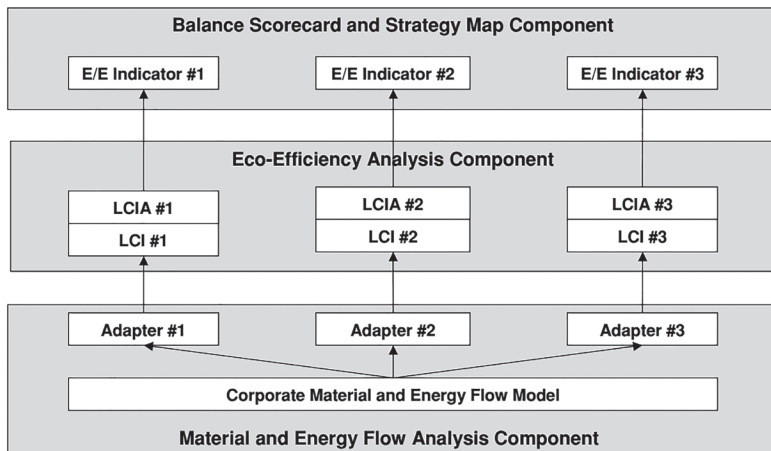 Balance Scorecard and Strategy Map Component
E/E Indicator #1
E/E Indicator #2
E/E Indicator #3
Eco-Efficiency Analysis Component
LCIA #1
LCIA #2
LCIA #3
LCI #1
LCI #2
LCI #3
Adapter #1
Adapter #2
Adapter #3
Corporate Material and Energy Flow Model
Material and Energy Flow Analysis Component